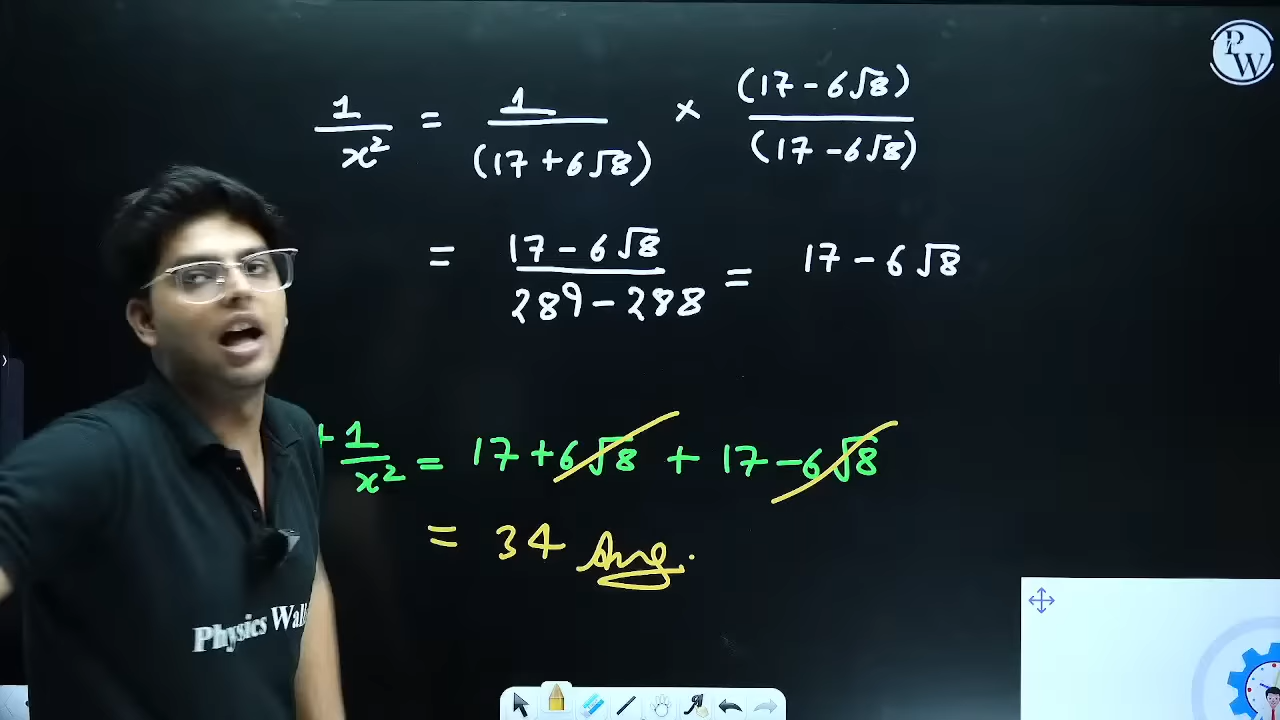 PW
1/x² = 1/(17+6√8) × (17-6√8)/(17-6√8)
= 17-6√8/289-288 = 17-6√8
+1/x² = 17+6√8 + 17-6√8
= 34 Ans.
Physics Wall